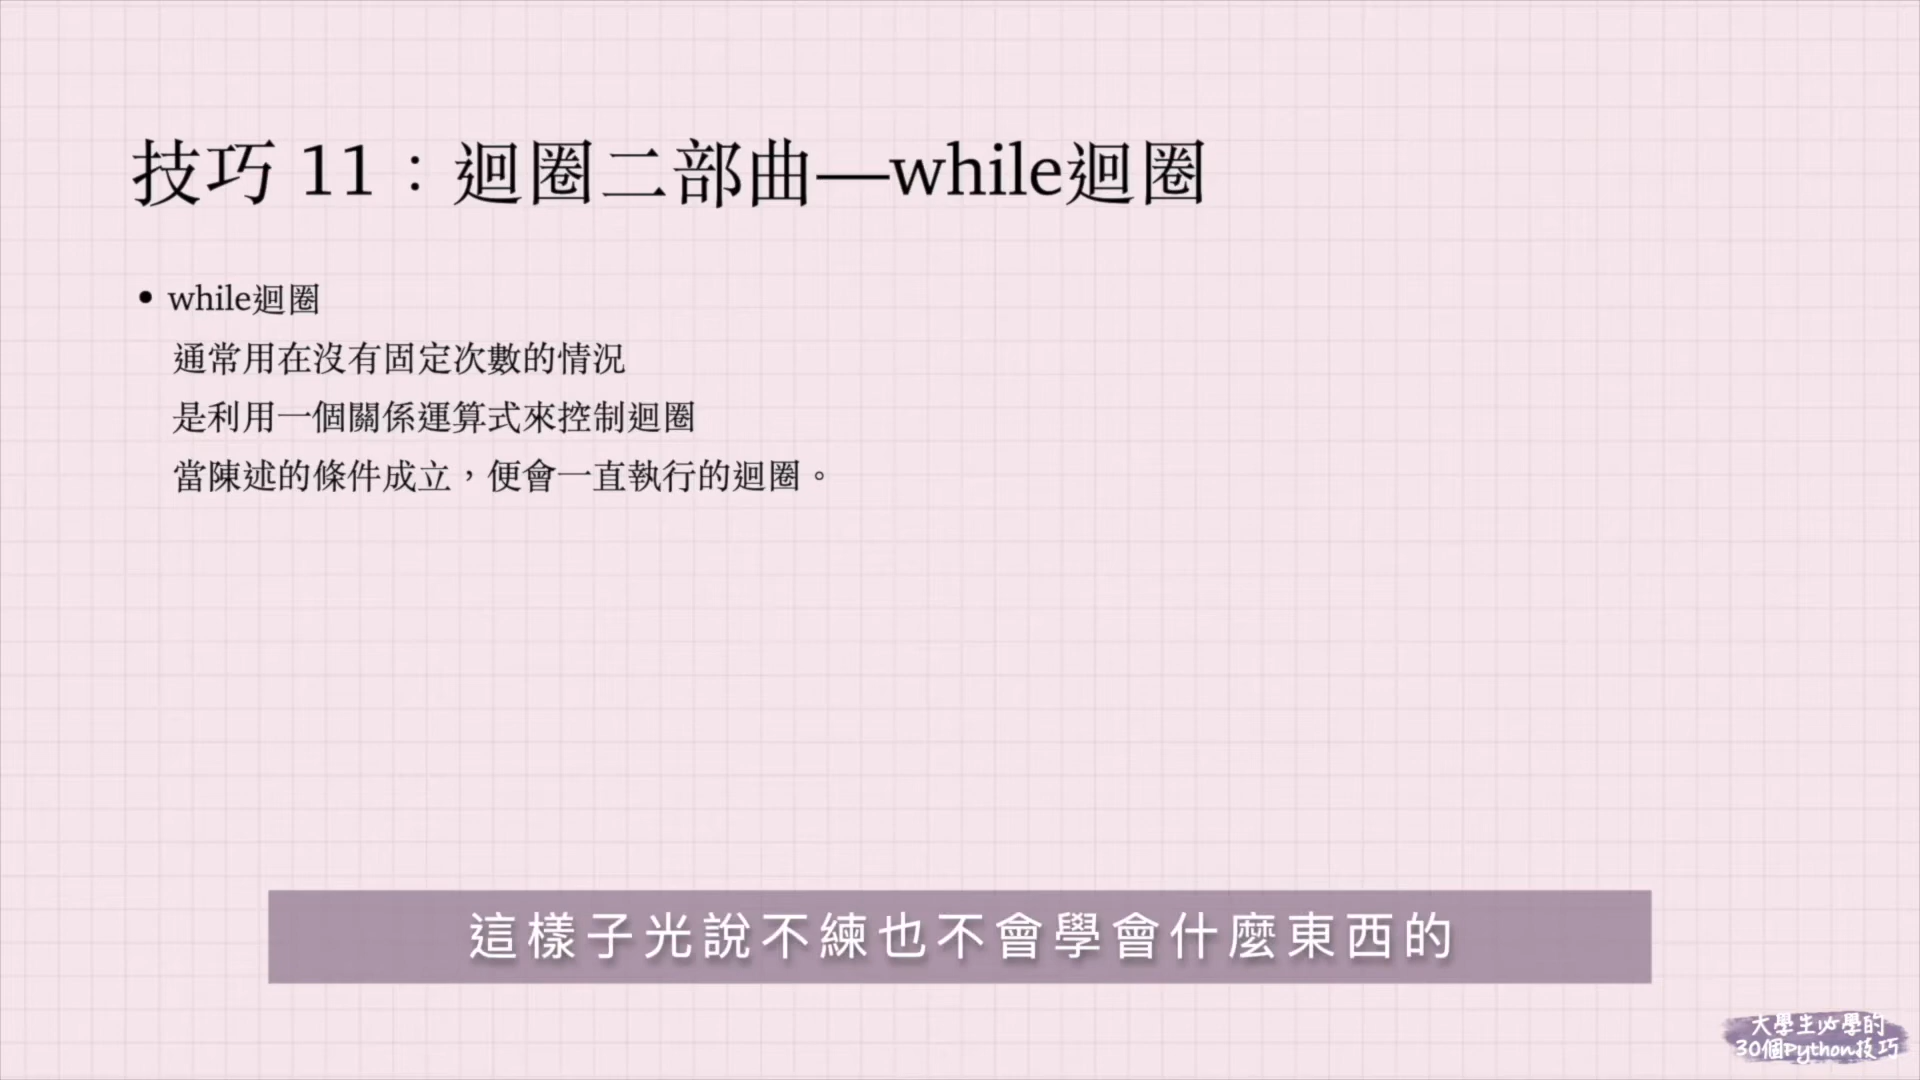 技巧 11：迴圈二部曲—while迴圈
• while迴圈
通常用在沒有固定次數的情況
是利用一個關係運算式來控制迴圈
當陳述的條件成立，便會一直執行的迴圈。
這樣子光說不練也不會學會什麼東西的
大學生必學的
30個Python技巧